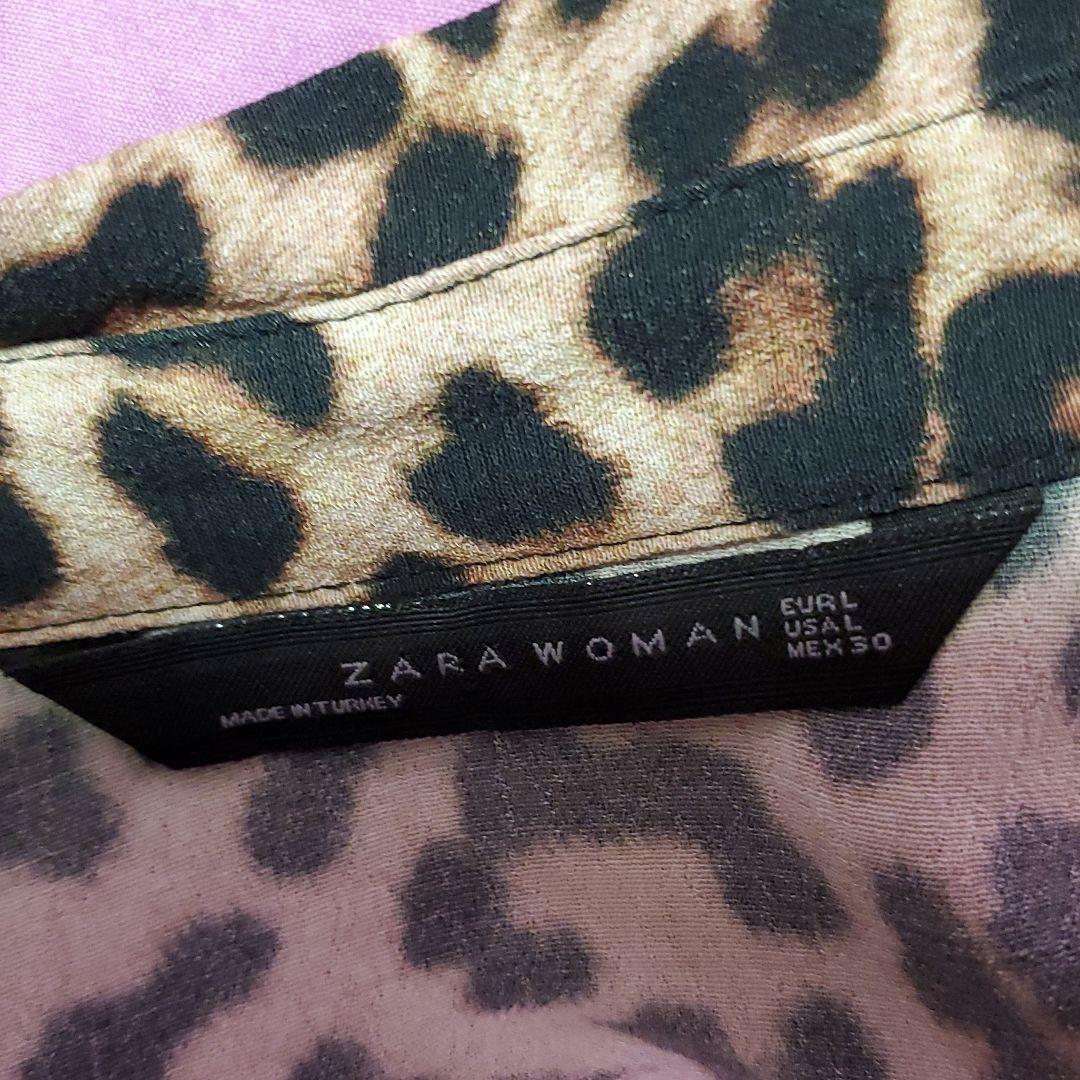 ZARA WOMAN
EUR L
USA L
MEX 30
MADE IN TURKEY